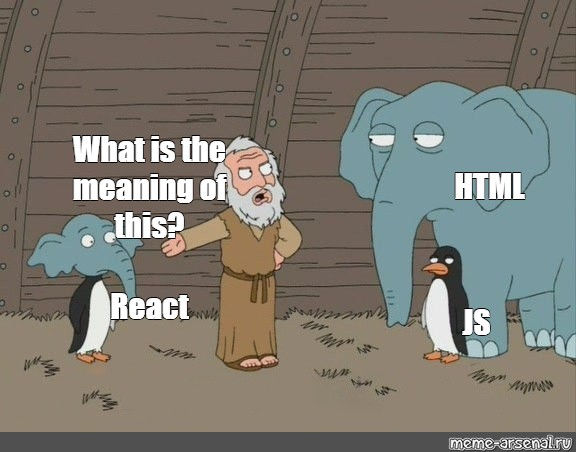 What is the
meaning of
this?
HTML
React
JS
meme-arsenal.ru